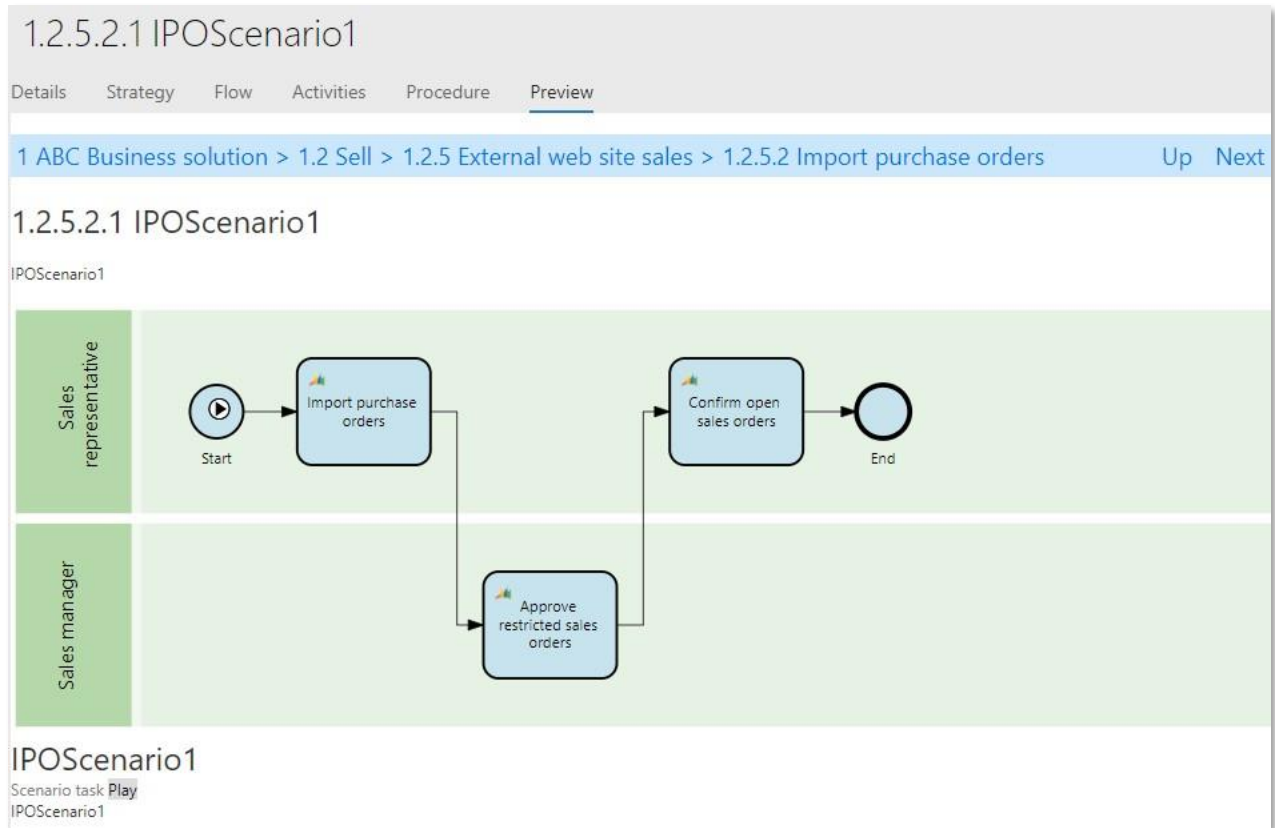 1.2.5.2.1 IPOScenario1
Details Strategy Flow Activities Procedure Preview
1 ABC Business solution > 1.2 Sell > 1.2.5 External web site sales > 1.2.5.2 Import purchase orders Up Next
1.2.5.2.1 IPOScenario1
IPOScenario1
Sales
representative
Start
Import purchase
orders
Confirm open
sales orders
End
Sales manager
Approve
restricted sales
orders
IPOScenario1
Scenario task Play
IPOScenario1